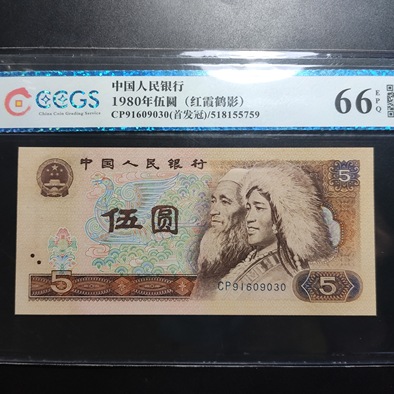 CCGS
China Coin Grading Service
中国人民银行
1980年伍圆（红霞鹤影）
CP91609030(首发冠)/518155759
66 EPQ
中国人民银行
5
伍圆
CP91609030
5
5